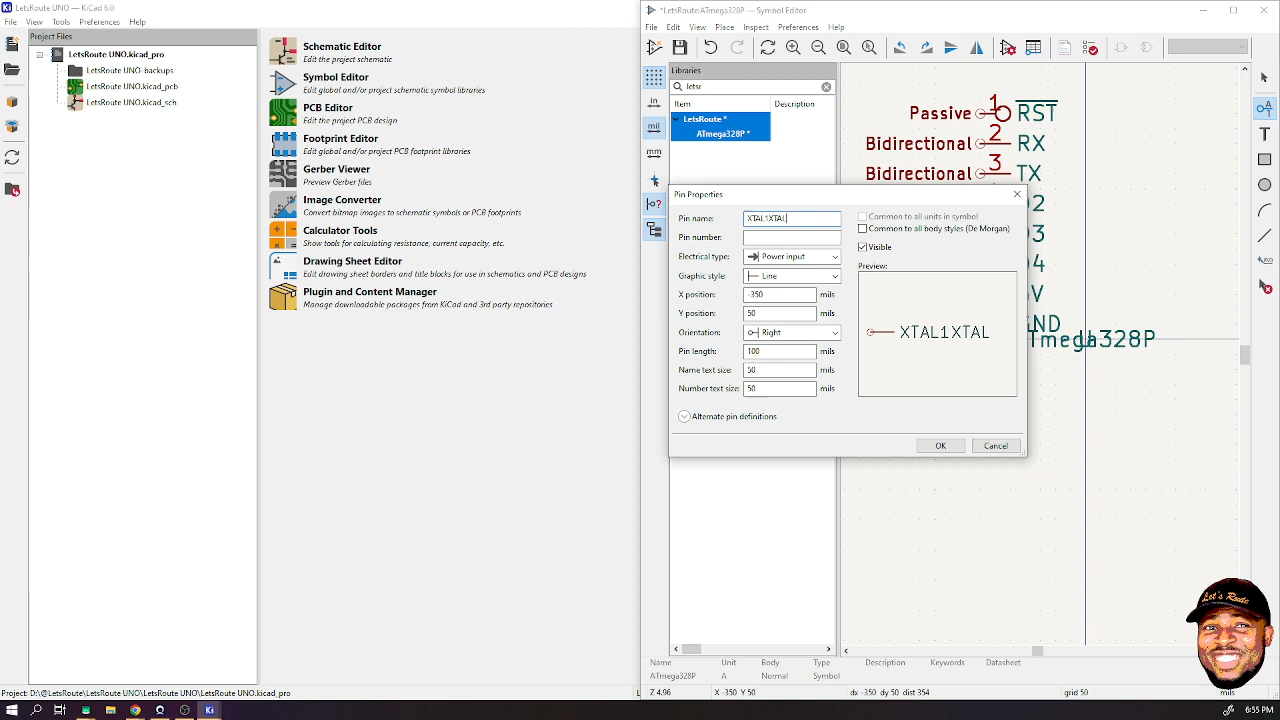 LetsRoute UNO — KiCad 6.0
File View Tools Preferences Help
Project Files
LetsRoute UNO.kicad_pro
LetsRoute UNO-backups
LetsRoute UNO.kicad_pcb
LetsRoute UNO.kicad_sch
Schematic Editor
Edit the project schematic
Symbol Editor
Edit global and/or project schematic symbol libraries
PCB Editor
Edit the project PCB design
Footprint Editor
Edit global and/or project PCB footprint libraries
Gerber Viewer
Preview Gerber files
Image Converter
Convert bitmap images to schematic symbols or PCB footprints
Calculator Tools
Show tools for calculating resistance, current capacity, etc.
Drawing Sheet Editor
Edit drawing sheet borders and title blocks for use in schematics and PCB designs
Plugin and Content Manager
Manage downloadable packages from KiCad and 3rd party repositories
Project: D:\@LetsRoute\LetsRoute UNO\LetsRoute UNO\LetsRoute UNO.kicad_pro
*LetsRoute:ATmega328P — Symbol Editor
File Edit View Place Inspect Preferences Help
Libraries
letsr
Item Description
LetsRoute *
ATmega328P *
in
mil
mm
Passive 1 RST
Bidirectional 2 RX
Bidirectional 3 TX
GND
ATmega328P
Pin Properties
Pin name: XTAL1XTAL
Pin number:
Electrical type: Power input
Graphic style: Line
X position: -350 mils
Y position: 50 mils
Orientation: Right
Pin length: 100 mils
Name text size: 50 mils
Number text size: 50 mils
Alternate pin definitions
Common to all units in symbol
Common to all body styles (De Morgan)
Visible
Preview:
XTAL1XTAL
OK Cancel
Name Unit Body Type Description Keywords Datasheet
ATmega328P A Normal Symbol
Z 4.96 X -350 Y 50 dx -350 dy 50 dist 354 grid 50 mils
Let's Route
6:55 PM